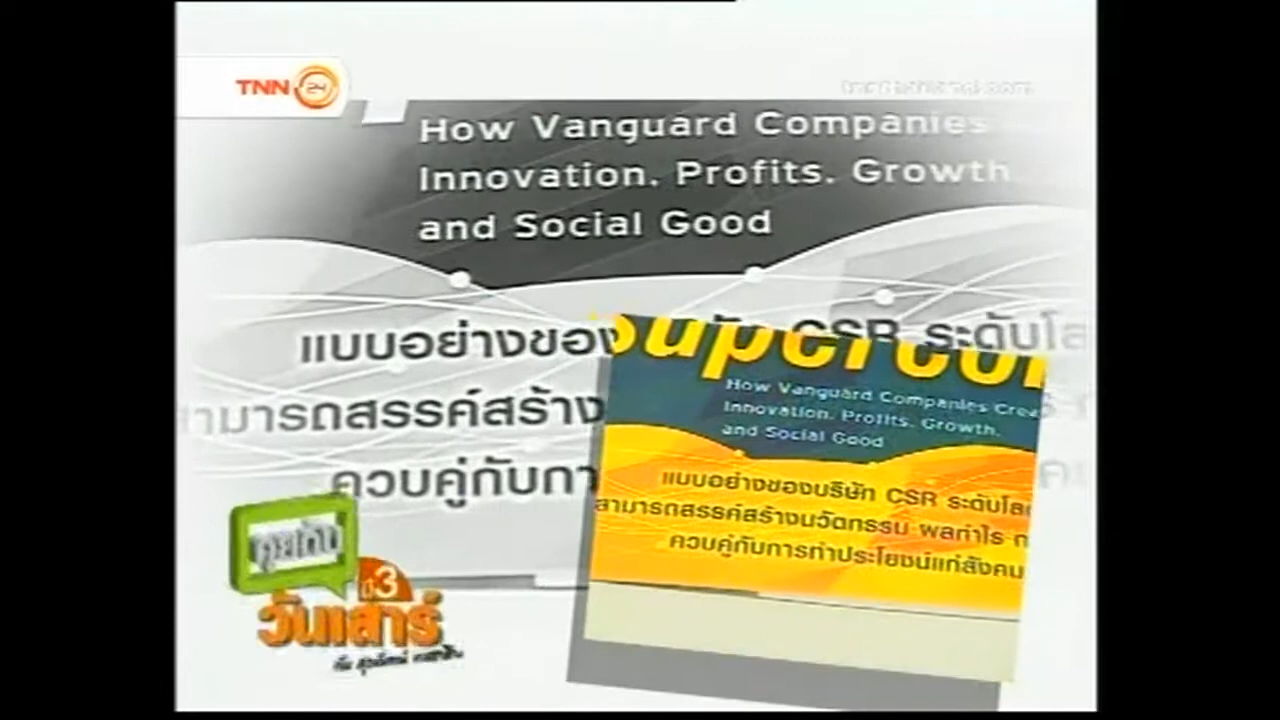 TNN 24
How Vanguard Companies
Innovation. Profits. Growth.
and Social Good
แบบอย่างของ CSR ระดับโล
สามารถสรรค์สร้าง
ควบคู่กับกา
Supercor
How Vanguard Companies Crea
Innovation. Profits. Growth.
and Social Good
แบบอย่างของบริษัท CSR ระดับโล
สามารถสรรค์สร้างนวัตกรรม ผลกำไร ก
ควบคู่กับการทำประโยชน์แก่สังคม
ปี 3
วันเสาร์